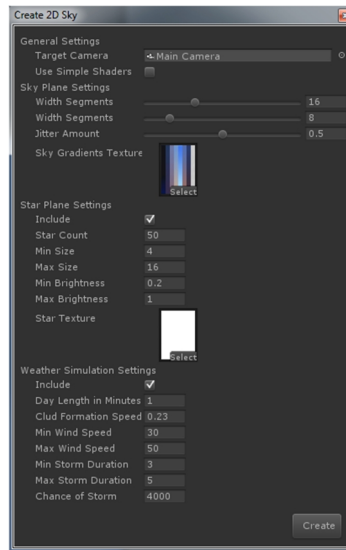 Create 2D Sky
General Settings
Target Camera Main Camera
Use Simple Shaders
Sky Plane Settings
Width Segments 16
Width Segments 8
Jitter Amount 0.5
Sky Gradients Texture
Select
Star Plane Settings
Include
Star Count 50
Min Size 4
Max Size 16
Min Brightness 0.2
Max Brightness 1
Star Texture
Select
Weather Simulation Settings
Include
Day Length in Minutes 1
Clud Formation Speed 0.23
Min Wind Speed 30
Max Wind Speed 50
Min Storm Duration 3
Max Storm Duration 5
Chance of Storm 4000
Create